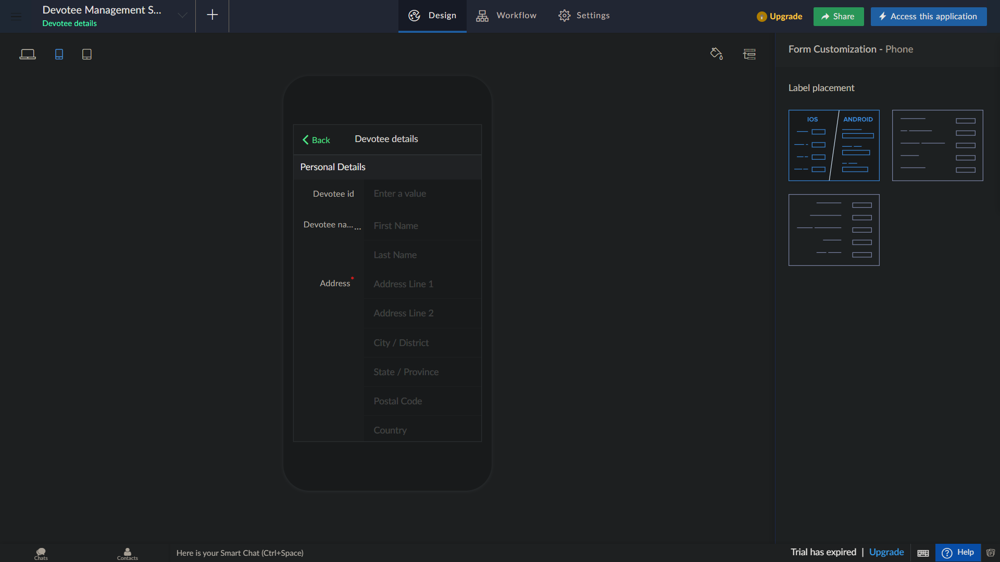 Devotee Management S...
Devotee details
Design
Workflow
Settings
Upgrade
Share
Access this application
Form Customization - Phone
Label placement
IOS
ANDROID
Back
Devotee details
Personal Details
Devotee id
Enter a value
Devotee na... ...
First Name
Last Name
Address*
Address Line 1
Address Line 2
City / District
State / Province
Postal Code
Country
Chats
Contacts
Here is your Smart Chat (Ctrl+Space)
Trial has expired | Upgrade
Help